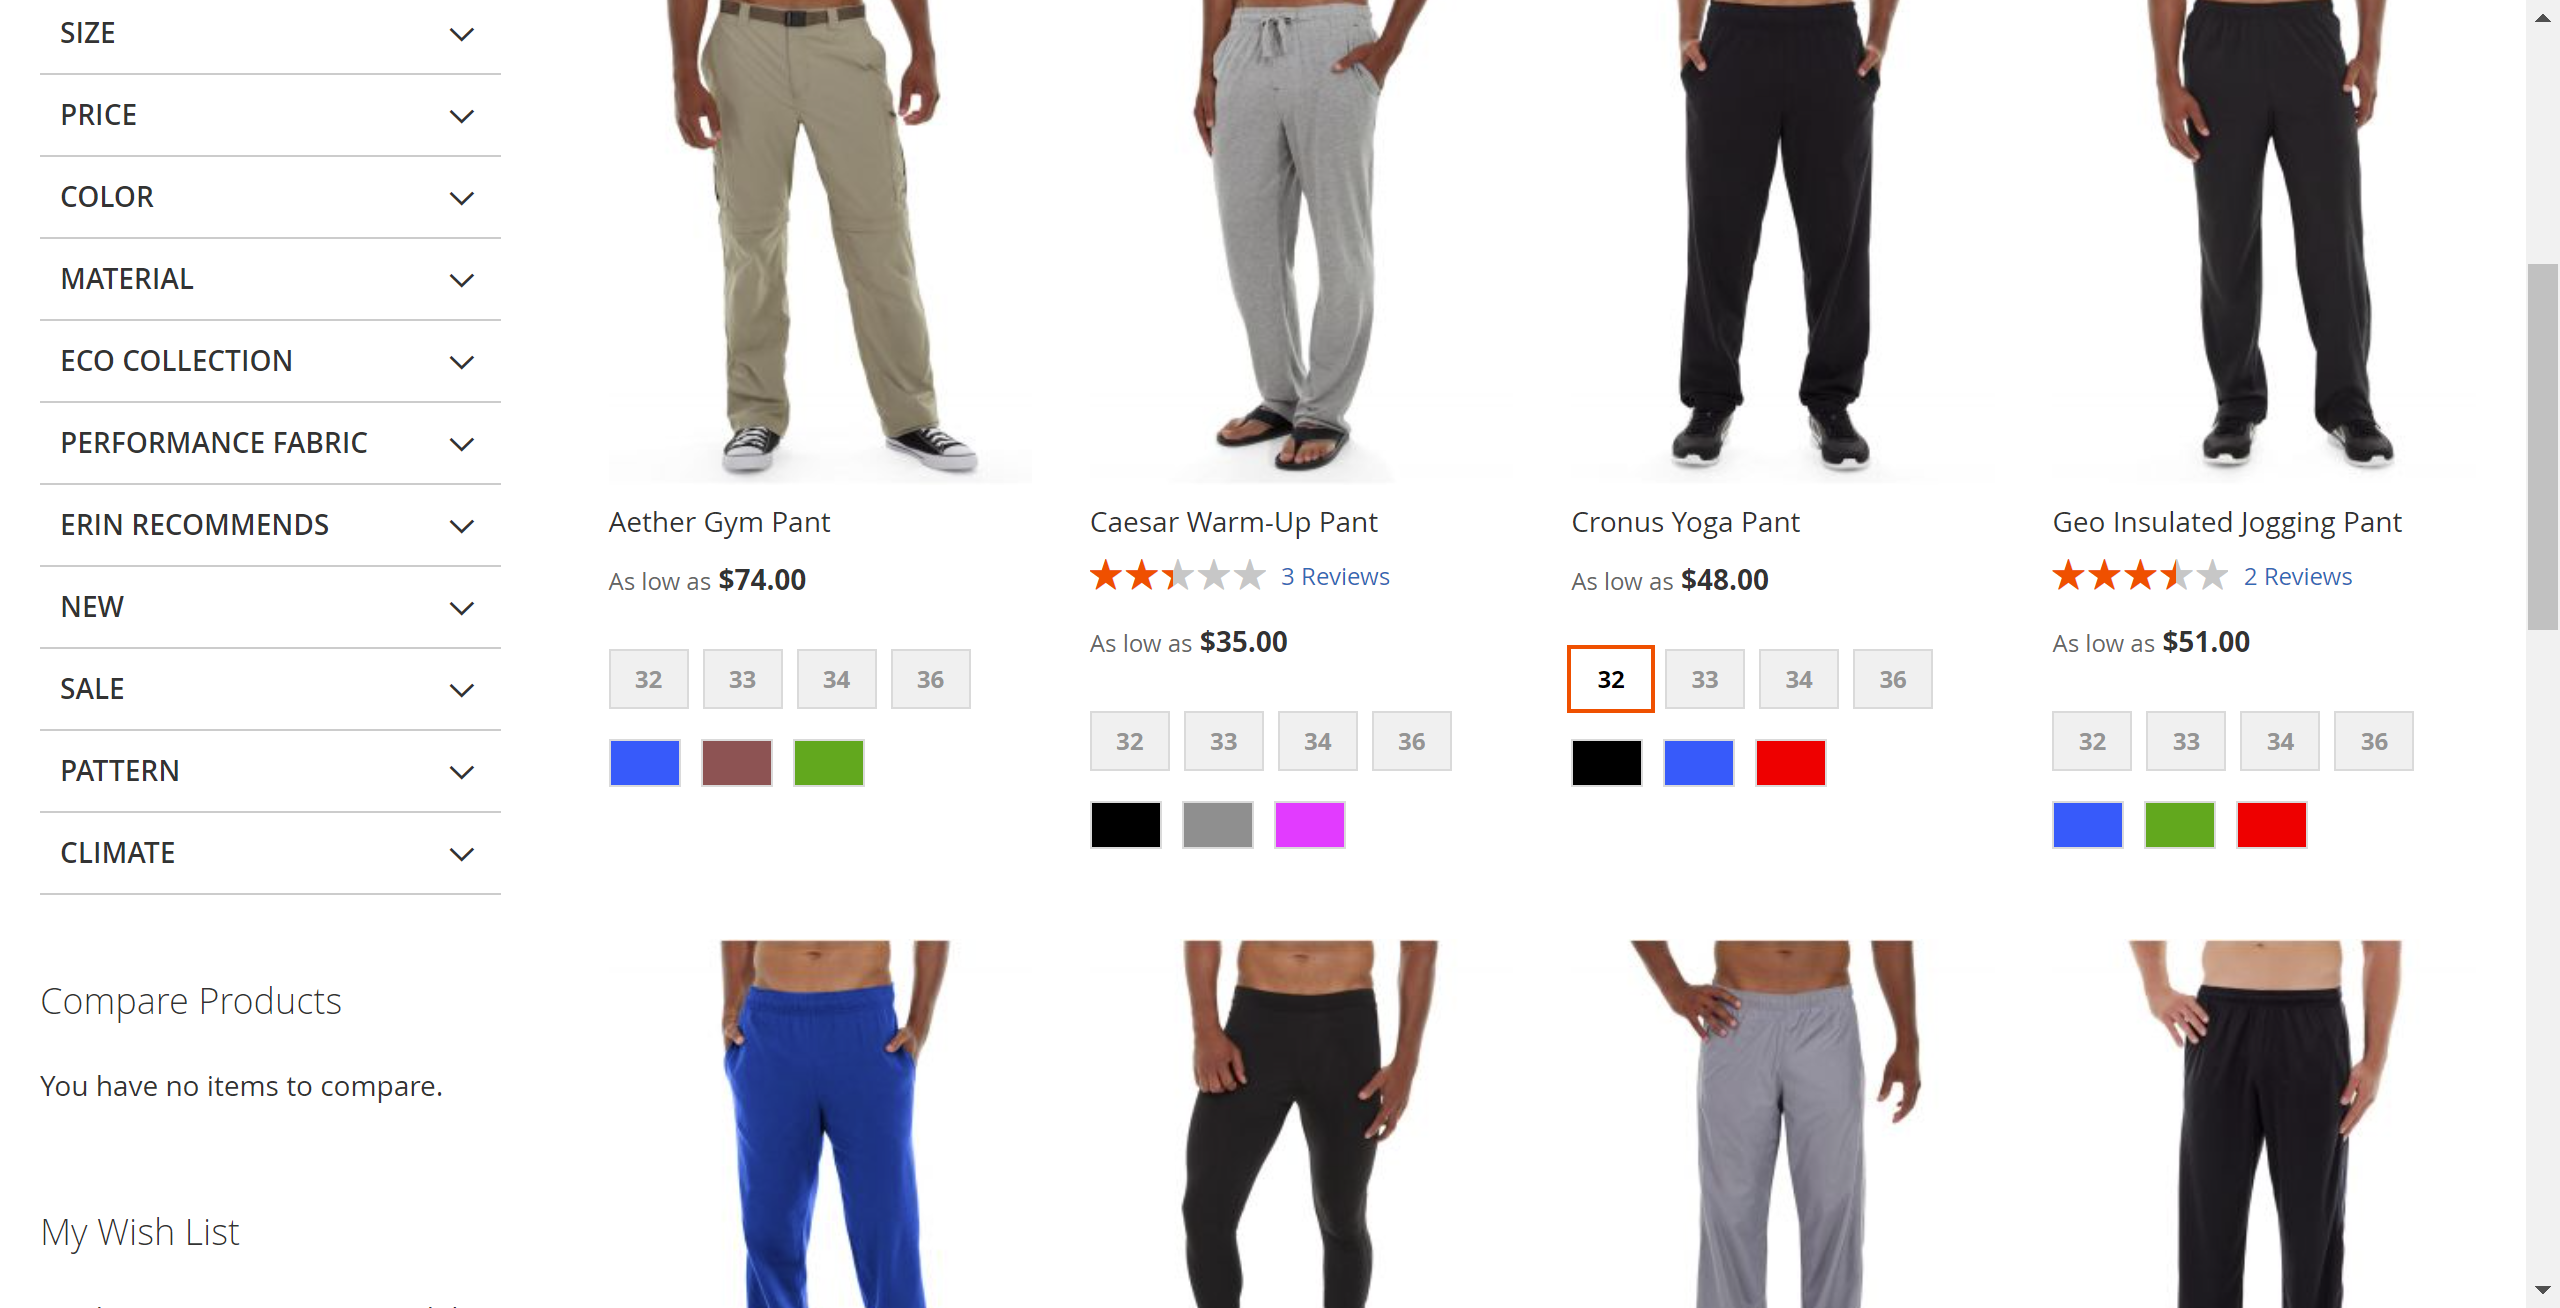 SIZE
PRICE
COLOR
MATERIAL
ECO COLLECTION
PERFORMANCE FABRIC
ERIN RECOMMENDS
NEW
SALE
PATTERN
CLIMATE
Compare Products
You have no items to compare.
My Wish List
Aether Gym Pant
As low as $74.00
32 33 34 36
Caesar Warm-Up Pant
3 Reviews
As low as $35.00
32 33 34 36
Cronus Yoga Pant
As low as $48.00
32 33 34 36
Geo Insulated Jogging Pant
2 Reviews
As low as $51.00
32 33 34 36